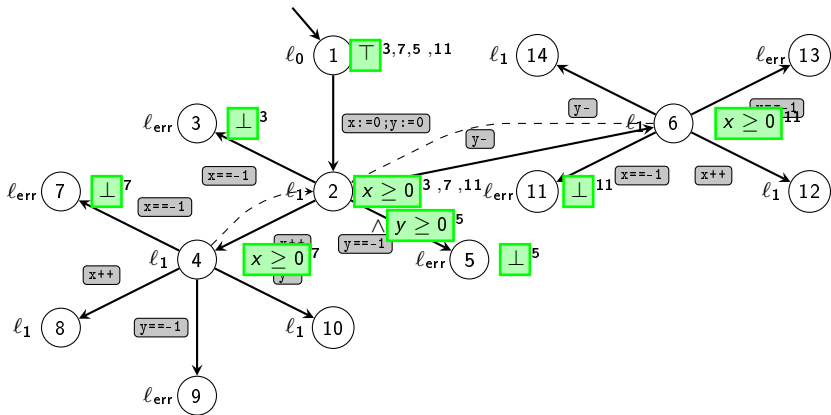 ℓ₁ 14 ℓerr 13
ℓ₀ 1 ⊤ 3,7,5 ,11
y-
ℓerr 3 ⊥ 3
x:=0;y:=0
y-
ℓ₁ 6 x ≥ 0 11
x==-1
x==-1
x++
ℓerr 7 ⊥ 7
ℓ₁ 2 x ≥ 0 3 ,7 ,11
ℓerr 11 ⊥ 11
ℓ₁ 12
x==-1
∧ y ≥ 0 5
x++
y==-1
ℓ₁ 4 x ≥ 0 7
ℓerr 5 ⊥ 5
x++
y-
ℓ₁ 8
y==-1
ℓ₁ 10
ℓerr
9